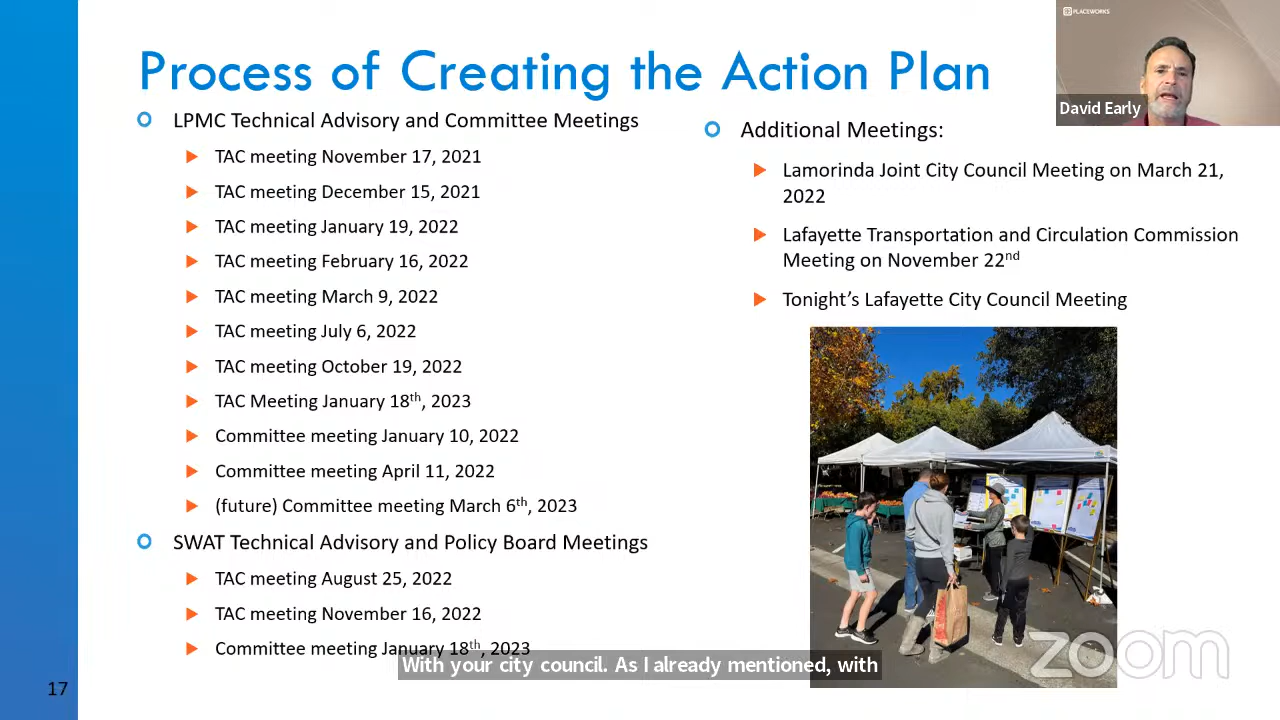 Process of Creating the Action Plan
LPMC Technical Advisory and Committee Meetings
TAC meeting November 17, 2021
TAC meeting December 15, 2021
TAC meeting January 19, 2022
TAC meeting February 16, 2022
TAC meeting March 9, 2022
TAC meeting July 6, 2022
TAC meeting October 19, 2022
TAC Meeting January 18th, 2023
Committee meeting January 10, 2022
Committee meeting April 11, 2022
(future) Committee meeting March 6th, 2023
SWAT Technical Advisory and Policy Board Meetings
TAC meeting August 25, 2022
TAC meeting November 16, 2022
Committee meeting January 18th, 2023
Additional Meetings:
Lamorinda Joint City Council Meeting on March 21,
2022
Lafayette Transportation and Circulation Commission
Meeting on November 22nd
Tonight’s Lafayette City Council Meeting
PLACEWORKS
David Early
With your city council. As I already mentioned, with
zoom
17